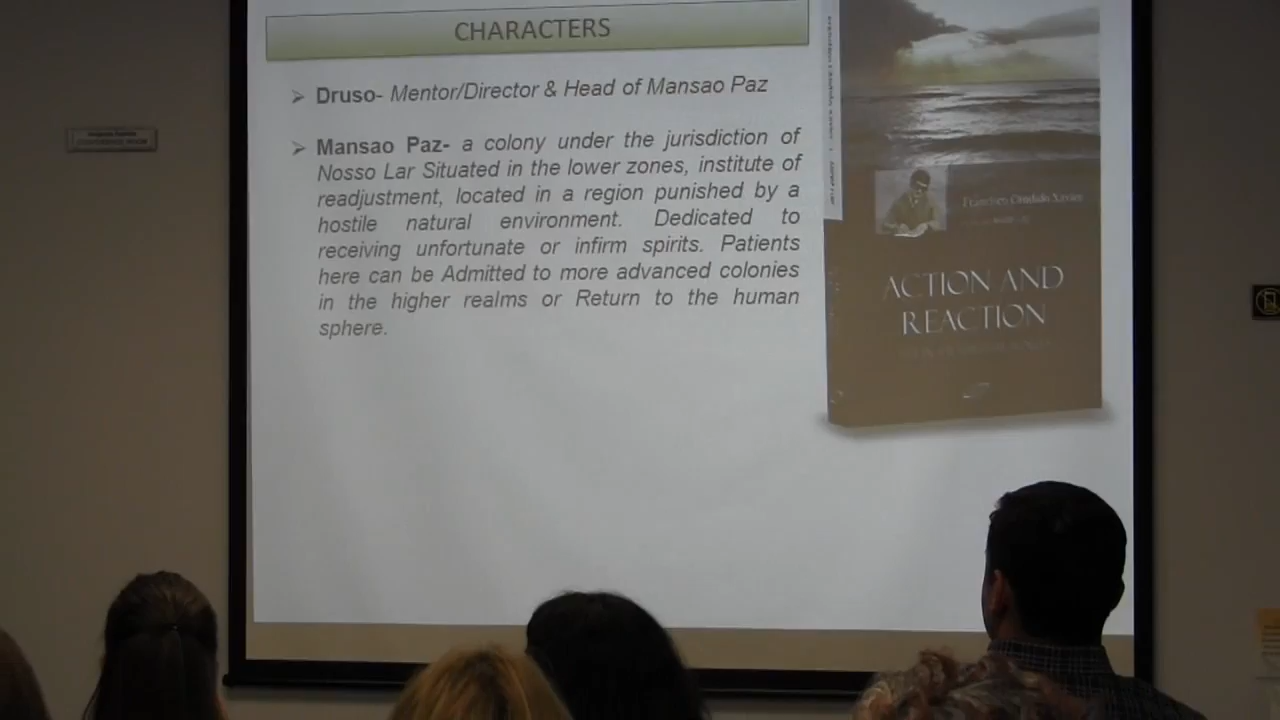 CHARACTERS
Druso- Mentor/Director & Head of Mansao Paz
Mansao Paz- a colony under the jurisdiction of
Nosso Lar Situated in the lower zones, institute of
readjustment, located in a region punished by a
hostile natural environment. Dedicated to
receiving unfortunate or infirm spirits. Patients
here can be Admitted to more advanced colonies
in the higher realms or Return to the human
sphere.
Francisco Cândido Xavier
ACTION AND
REACTION